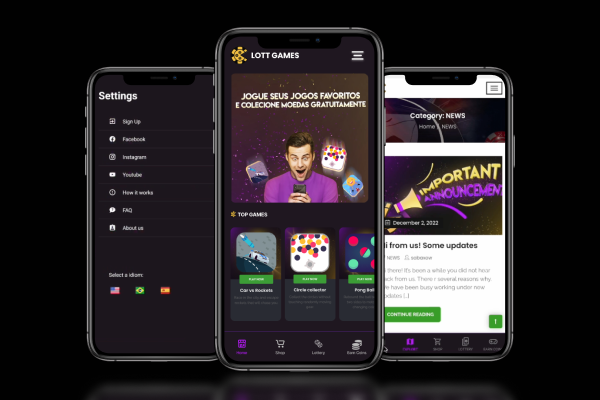 Settings
Sign Up
Facebook
Instagram
Youtube
How it works
FAQ
About us
Select a idiom:
LOTT GAMES
JOGUE SEUS JOGOS FAVORITOS
E COLECIONE MOEDAS GRATUITAMENTE
TOP GAMES
PLAY NOW
PLAY NOW
PLAY NOW
Car vs Rockets
Circle collector
Pong Ball
Home
Shop
Lottery
Earn Coins
Category: NEWS
Home NEWS
IMPORTANT
ANNOUNCEMENT
December 2, 2022
i from us! Some updates
NEWS
there! It's been a while you did not hear
ck from us. There r several reasons why.
e have been busy working under new
dates [..]
CONTINUE READING